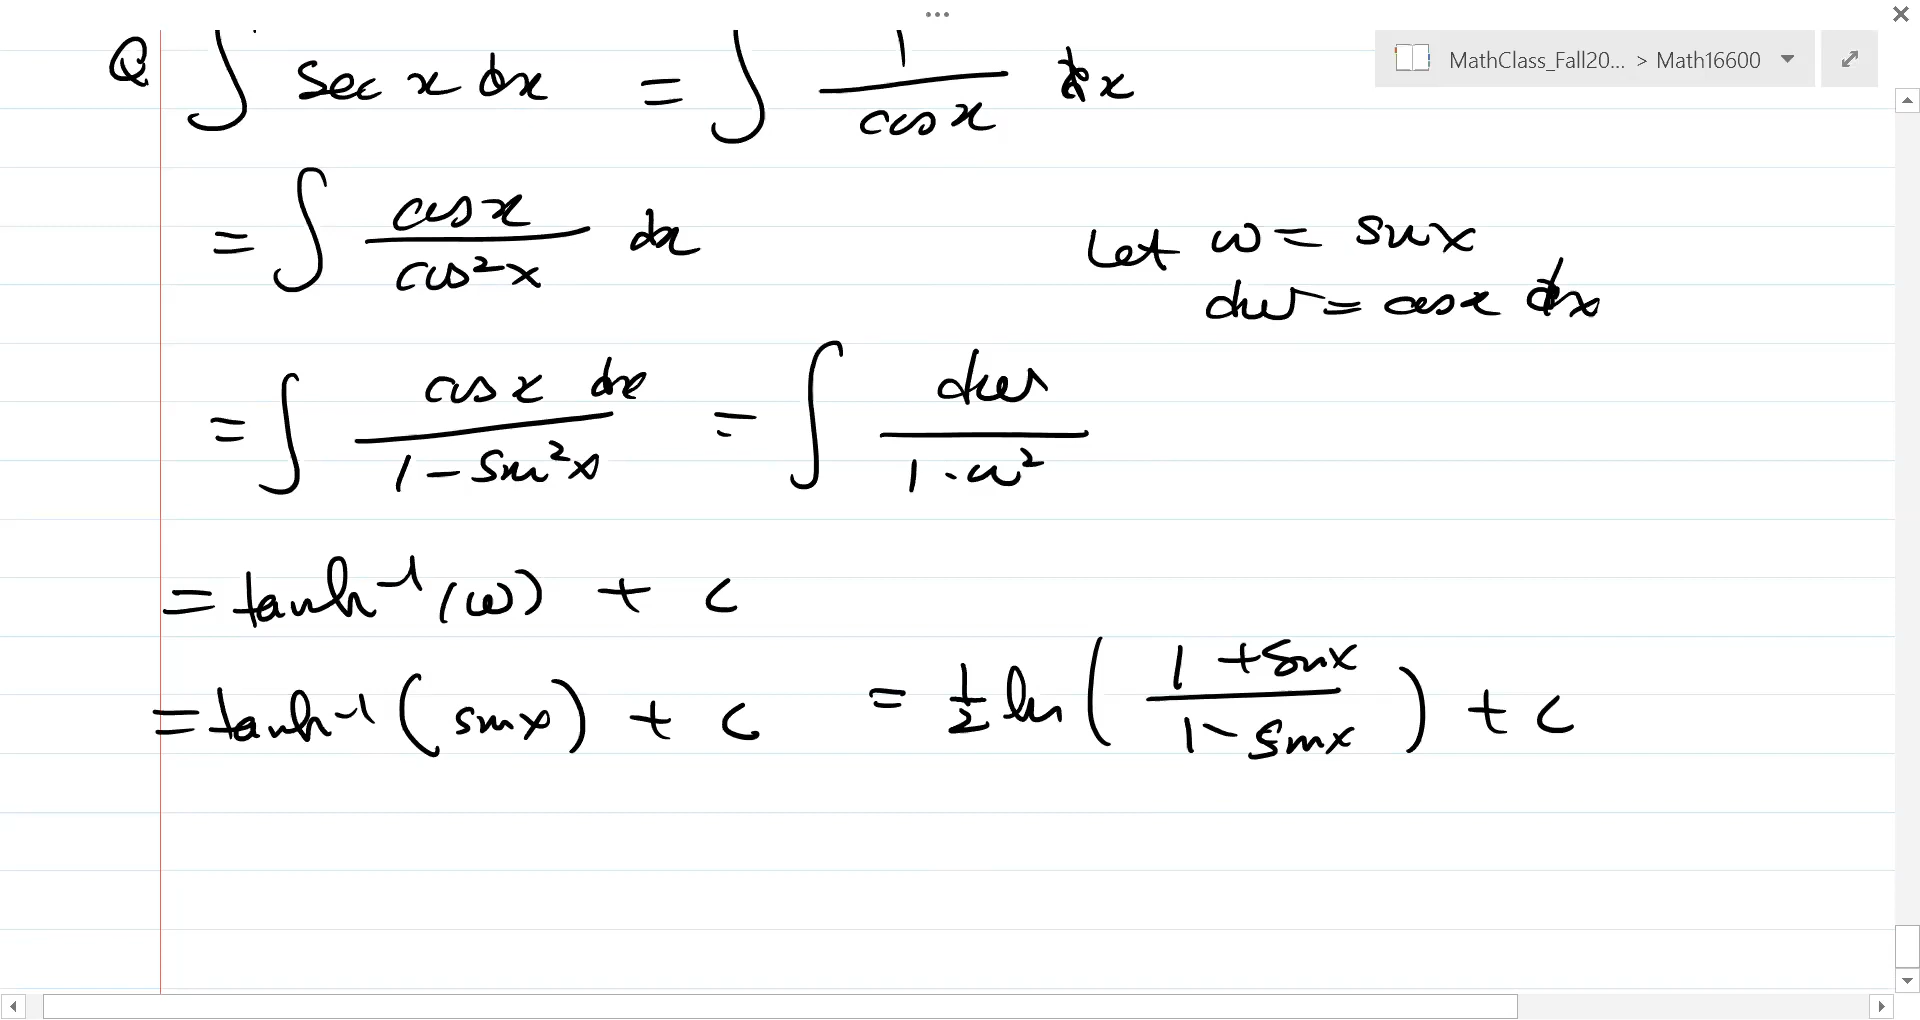 •••
MathClass_Fall20... > Math16600
Q ∫ sec x dx = ∫ 1/cos x dx
= ∫ cos x / cos²x dx
Let w = sin x
dw = cos x dx
= ∫ cos x dx / 1 - sin²x = ∫ dw / 1 - w²
= tanh⁻¹ (w) + c
= tanh⁻¹ (sin x) + c = ½ ln (1 + sin x / 1 - sin x) + c